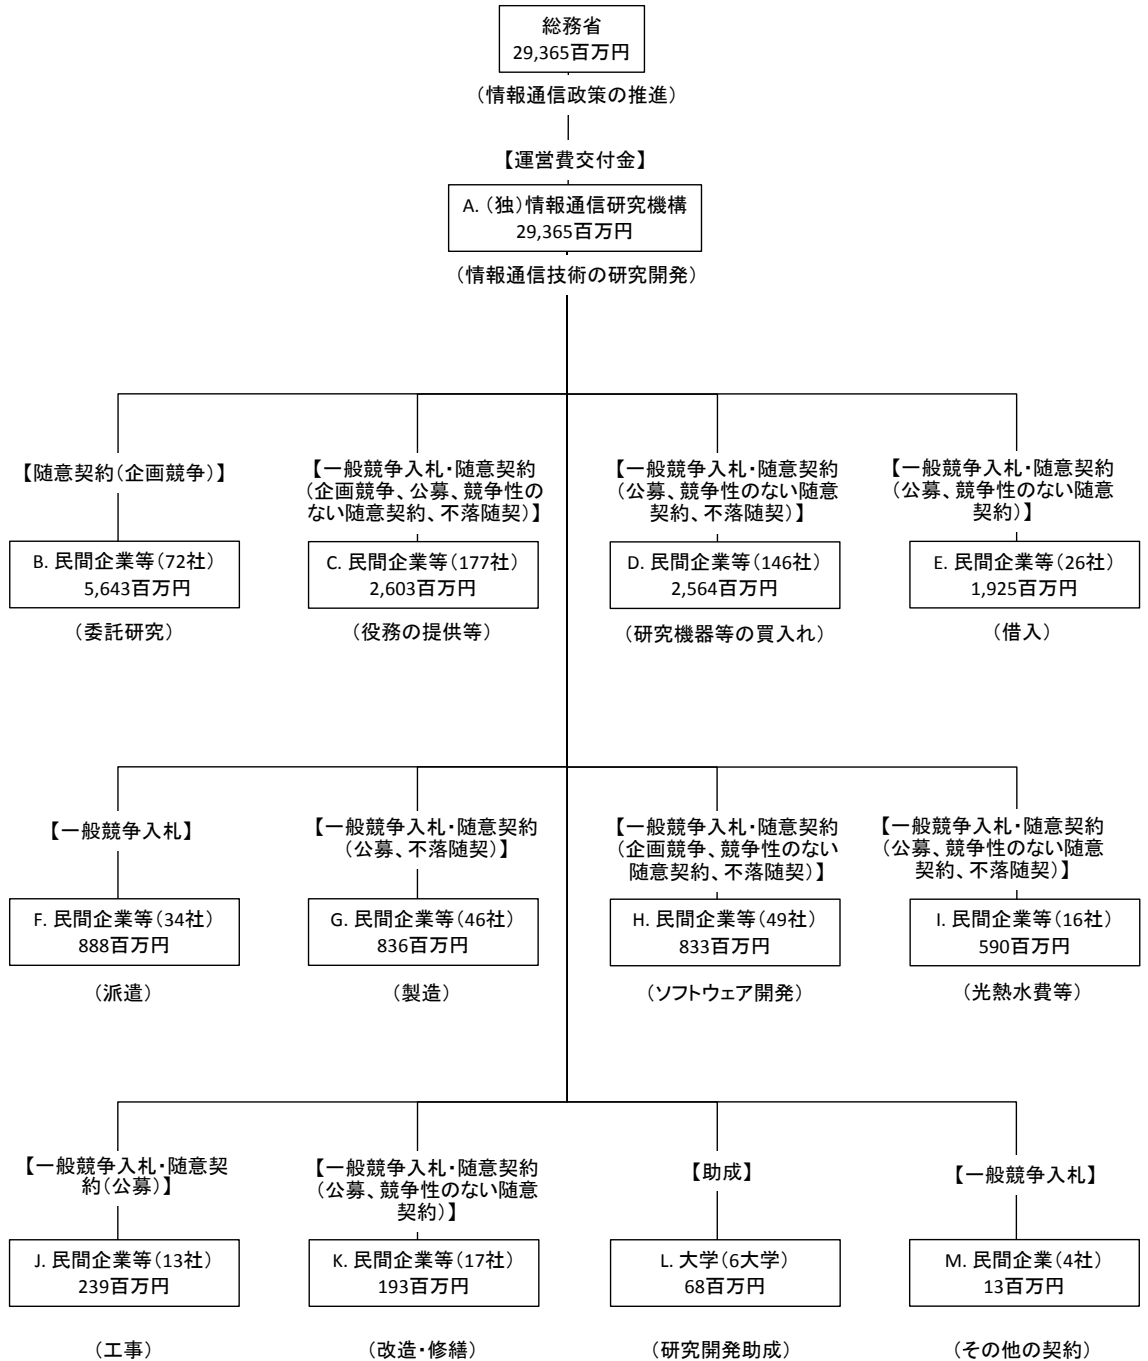 総務省
29,365百万円
（情報通信政策の推進）
【運営費交付金】
A.（独）情報通信研究機構
29,365百万円
（情報通信技術の研究開発）
【随意契約（企画競争）】
B. 民間企業等（72社）
5,643百万円
（委託研究）
【一般競争入札・随意契約
（企画競争、公募、競争性の
ない随意契約、不落随契）】
C. 民間企業等（177社）
2,603百万円
（役務の提供等）
【一般競争入札・随意契約
（公募、競争性のない随意
契約、不落随契）】
D. 民間企業等（146社）
2,564百万円
（研究機器等の買入れ）
【一般競争入札・随意契約
（公募、競争性のない随意
契約）】
E. 民間企業等（26社）
1,925百万円
（借入）
【一般競争入札】
F. 民間企業等（34社）
888百万円
（派遣）
【一般競争入札・随意契約
（公募、不落随契）】
G. 民間企業等（46社）
836百万円
（製造）
【一般競争入札・随意契約
（企画競争、競争性のない
随意契約、不落随契）】
H. 民間企業等（49社）
833百万円
（ソフトウェア開発）
【一般競争入札・随意契約
（公募、競争性のない随意
契約、不落随契）】
I. 民間企業等（16社）
590百万円
（光熱水費等）
【一般競争入札・随意契
約（公募）】
J. 民間企業等（13社）
239百万円
（工事）
【一般競争入札・随意契約
（公募、競争性のない随意
契約）】
K. 民間企業等（17社）
193百万円
（改造・修繕）
【助成】
L. 大学（6大学）
68百万円
（研究開発助成）
【一般競争入札】
M. 民間企業（4社）
13百万円
（その他の契約）